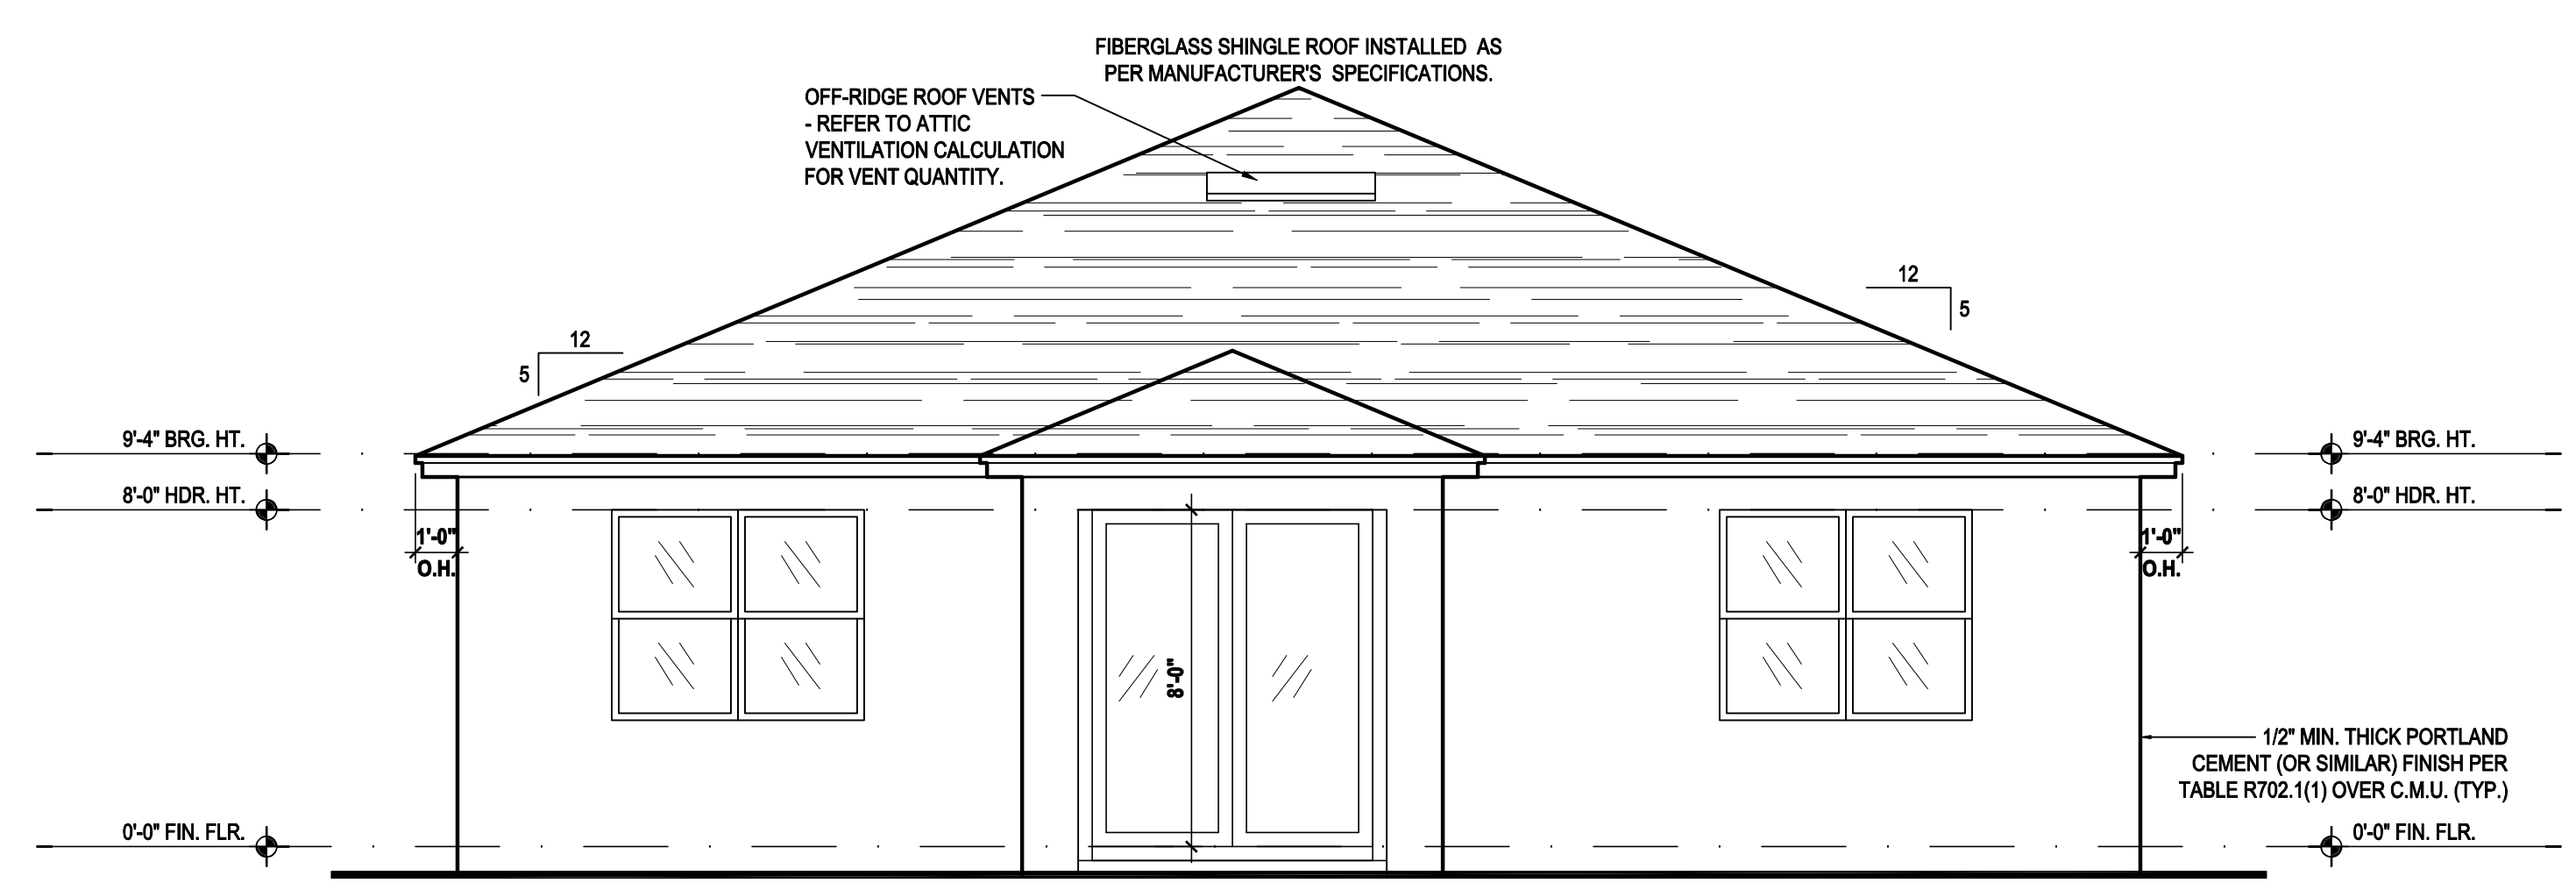 FIBERGLASS SHINGLE ROOF INSTALLED AS
PER MANUFACTURER'S SPECIFICATIONS.
OFF-RIDGE ROOF VENTS
- REFER TO ATTIC
VENTILATION CALCULATION
FOR VENT QUANTITY.
12
5
12
5
9'-4" BRG. HT.
9'-4" BRG. HT.
8'-0" HDR. HT.
8'-0" HDR. HT.
1'-0"
O.H.
1'-0"
O.H.
8'-0"
1/2" MIN. THICK PORTLAND
CEMENT (OR SIMILAR) FINISH PER
TABLE R702.1(1) OVER C.M.U. (TYP.)
0'-0" FIN. FLR.
0'-0" FIN. FLR.